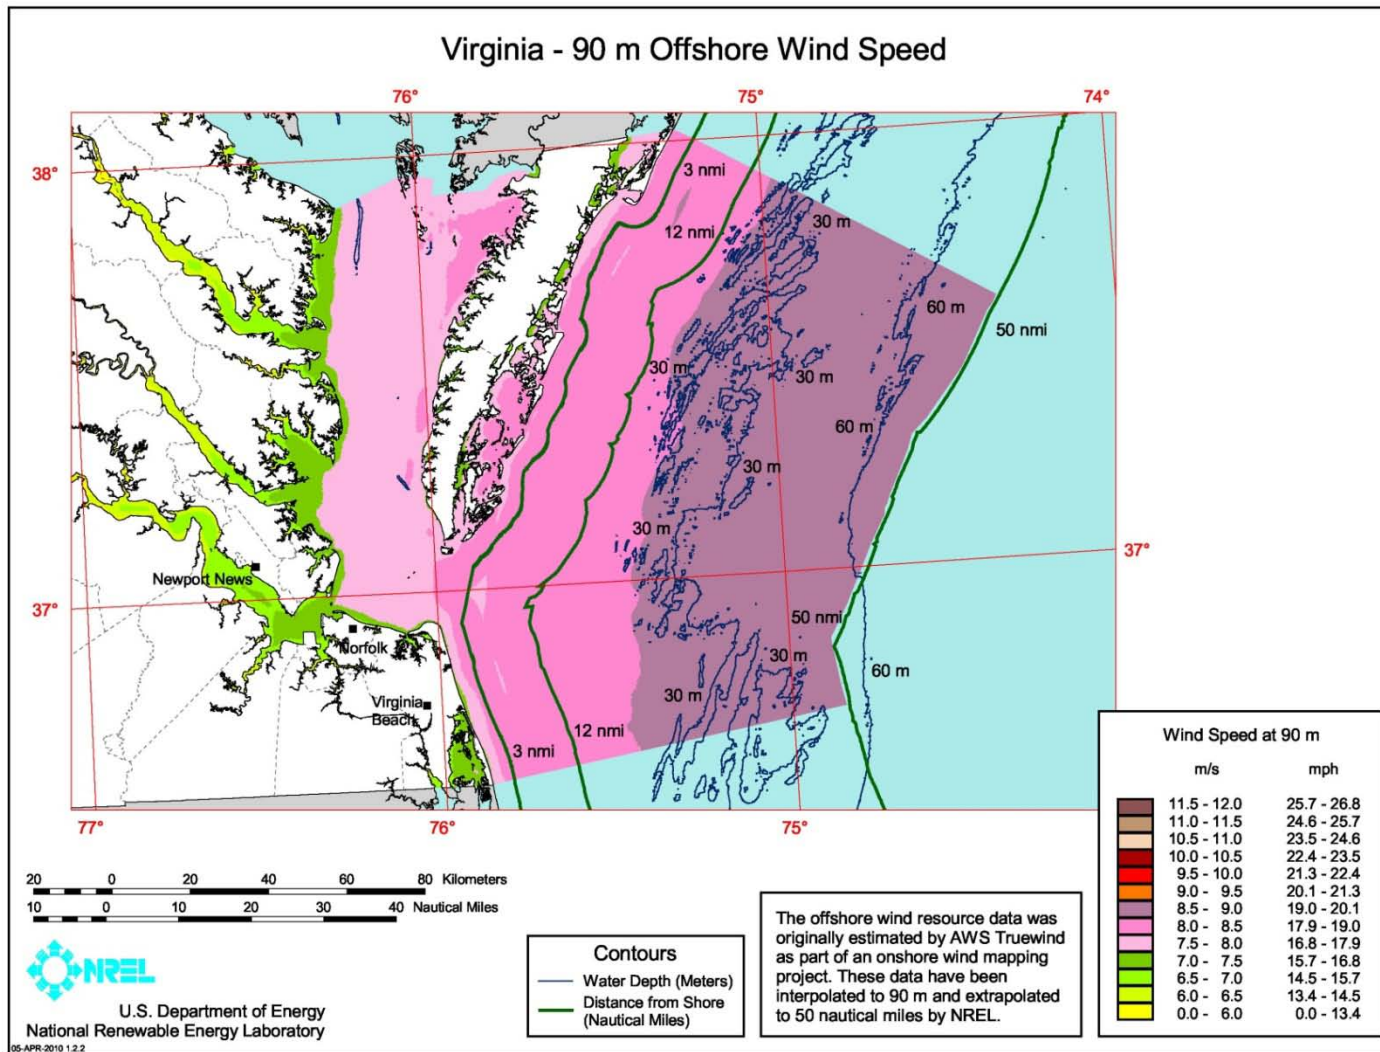 Virginia - 90 m Offshore Wind Speed
76°
75°
74°
38°
3 nmi
12 nmi
30 m
60 m
50 nmi
30 m
30 m
60 m
30 m
30 m
37°
Newport News
37°
50 nmi
Norfolk
30 m
30 m
60 m
Virginia
Beach
12 nmi
3 nmi
77°
76°
75°
Wind Speed at 90 m
m/s mph
11.5 - 12.0 25.7 - 26.8
11.0 - 11.5 24.6 - 25.7
10.5 - 11.0 23.5 - 24.6
10.0 - 10.5 22.4 - 23.5
9.5 - 10.0 21.3 - 22.4
9.0 - 9.5 20.1 - 21.3
8.5 - 9.0 19.0 - 20.1
8.0 - 8.5 17.9 - 19.0
7.5 - 8.0 16.8 - 17.9
7.0 - 7.5 15.7 - 16.8
6.5 - 7.0 14.5 - 15.7
6.0 - 6.5 13.4 - 14.5
0.0 - 6.0 0.0 - 13.4
20 0 20 40 60 80 Kilometers
10 0 10 20 30 40 Nautical Miles
NREL
U.S. Department of Energy
National Renewable Energy Laboratory
05-APR-2010 1.2.2
Contours
Water Depth (Meters)
Distance from Shore
(Nautical Miles)
The offshore wind resource data was
originally estimated by AWS Truewind
as part of an onshore wind mapping
project. These data have been
interpolated to 90 m and extrapolated
to 50 nautical miles by NREL.